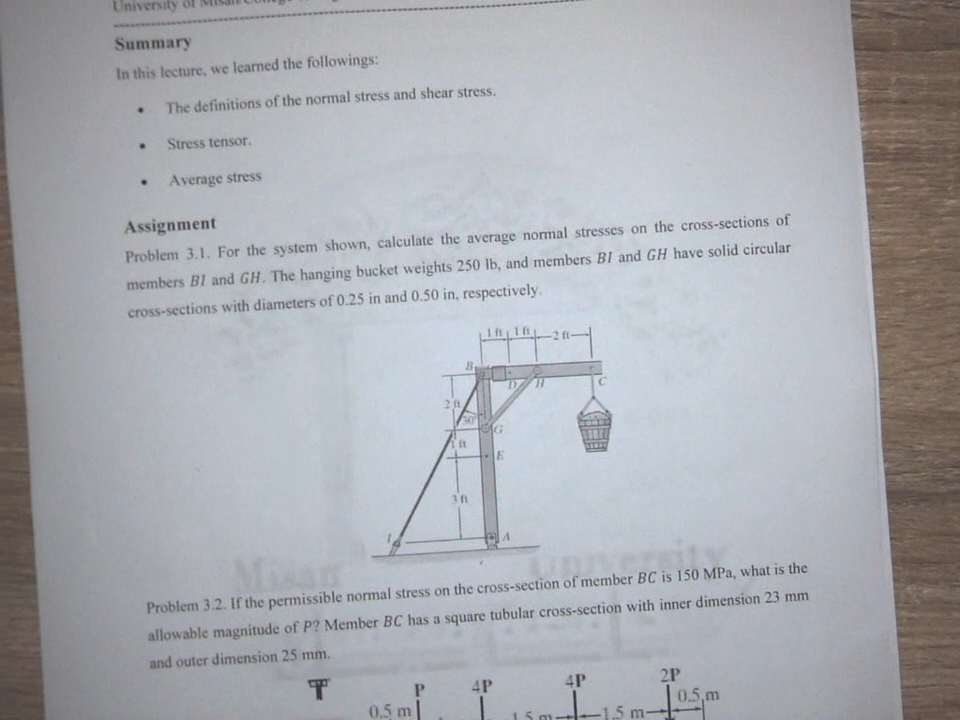 University of
Summary
In this lecture, we learned the followings:
• The definitions of the normal stress and shear stress.
• Stress tensor.
• Average stress
Assignment
Problem 3.1. For the system shown, calculate the average normal stresses on the cross-sections of
members BI and GH. The hanging bucket weights 250 lb, and members BI and GH have solid circular
cross-sections with diameters of 0.25 in and 0.50 in, respectively.
1 ft 1 ft 2 ft
B
D H C
2 ft
30°
G
1 ft
E
3 ft
I A
Misan University
Problem 3.2. If the permissible normal stress on the cross-section of member BC is 150 MPa, what is the
allowable magnitude of P? Member BC has a square tubular cross-section with inner dimension 23 mm
and outer dimension 25 mm.
P 4P 4P 2P
0.5 m 1.5 m 1.5 m 0.5 m